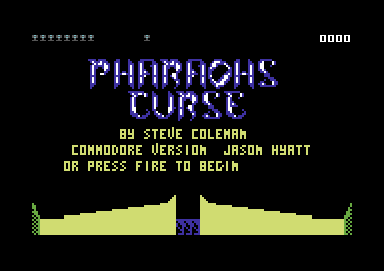 0000
PHARAOHS
CURSE
BY STEVE COLEMAN
COMMODORE VERSION JASON HYATT
OR PRESS FIRE TO BEGIN